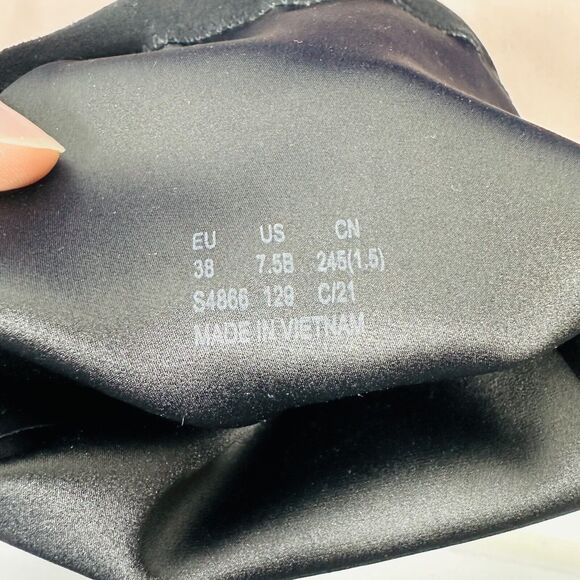 EU US CN
38 7.5B 245(1.5)
S4866 129 C/21
MADE IN VIETNAM